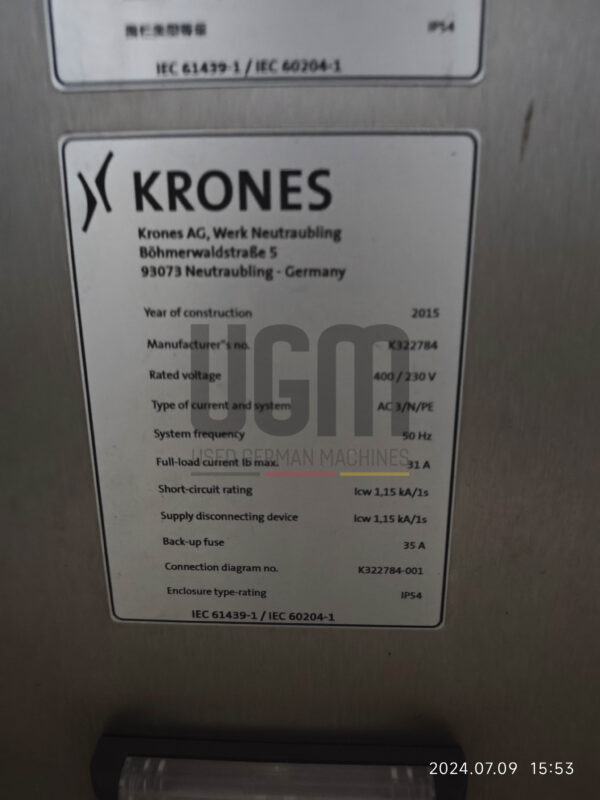 IP54
IEC 61439-1 / IEC 60204-1
KRONES
Krones AG, Werk Neutraubling
Böhmerwaldstraße 5
93073 Neutraubling - Germany
Year of construction 2015
Manufacturer"s no. K322784
Rated voltage 400 / 230 V
Type of current and system AC 3/N/PE
System frequency 50 Hz
Full-load current Ib max. 31 A
Short-circuit rating Icw 1,15 kA/1s
Supply disconnecting device Icw 1,15 kA/1s
Back-up fuse 35 A
Connection diagram no. K322784-001
Enclosure type-rating IP54
IEC 61439-1 / IEC 60204-1
UGM
USED GERMAN MACHINES
2024.07.09 15:53